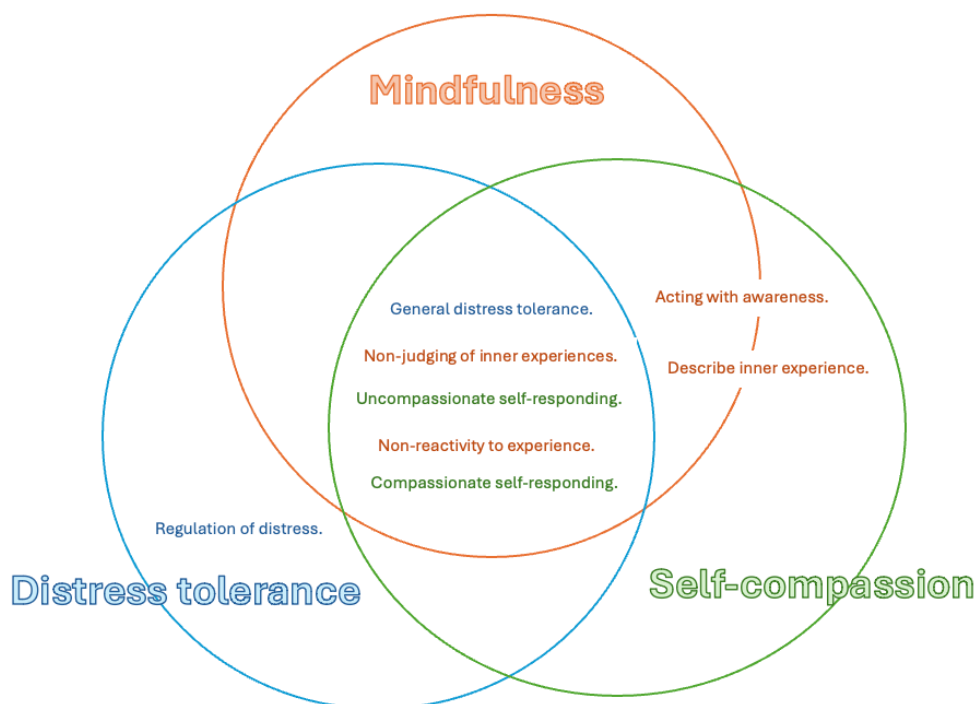 Mindfulness
General distress tolerance.
Acting with awareness.
Non-judging of inner experiences.
Describe inner experience.
Uncompassionate self-responding.
Non-reactivity to experience.
Compassionate self-responding.
Regulation of distress.
Distress tolerance
Self-compassion